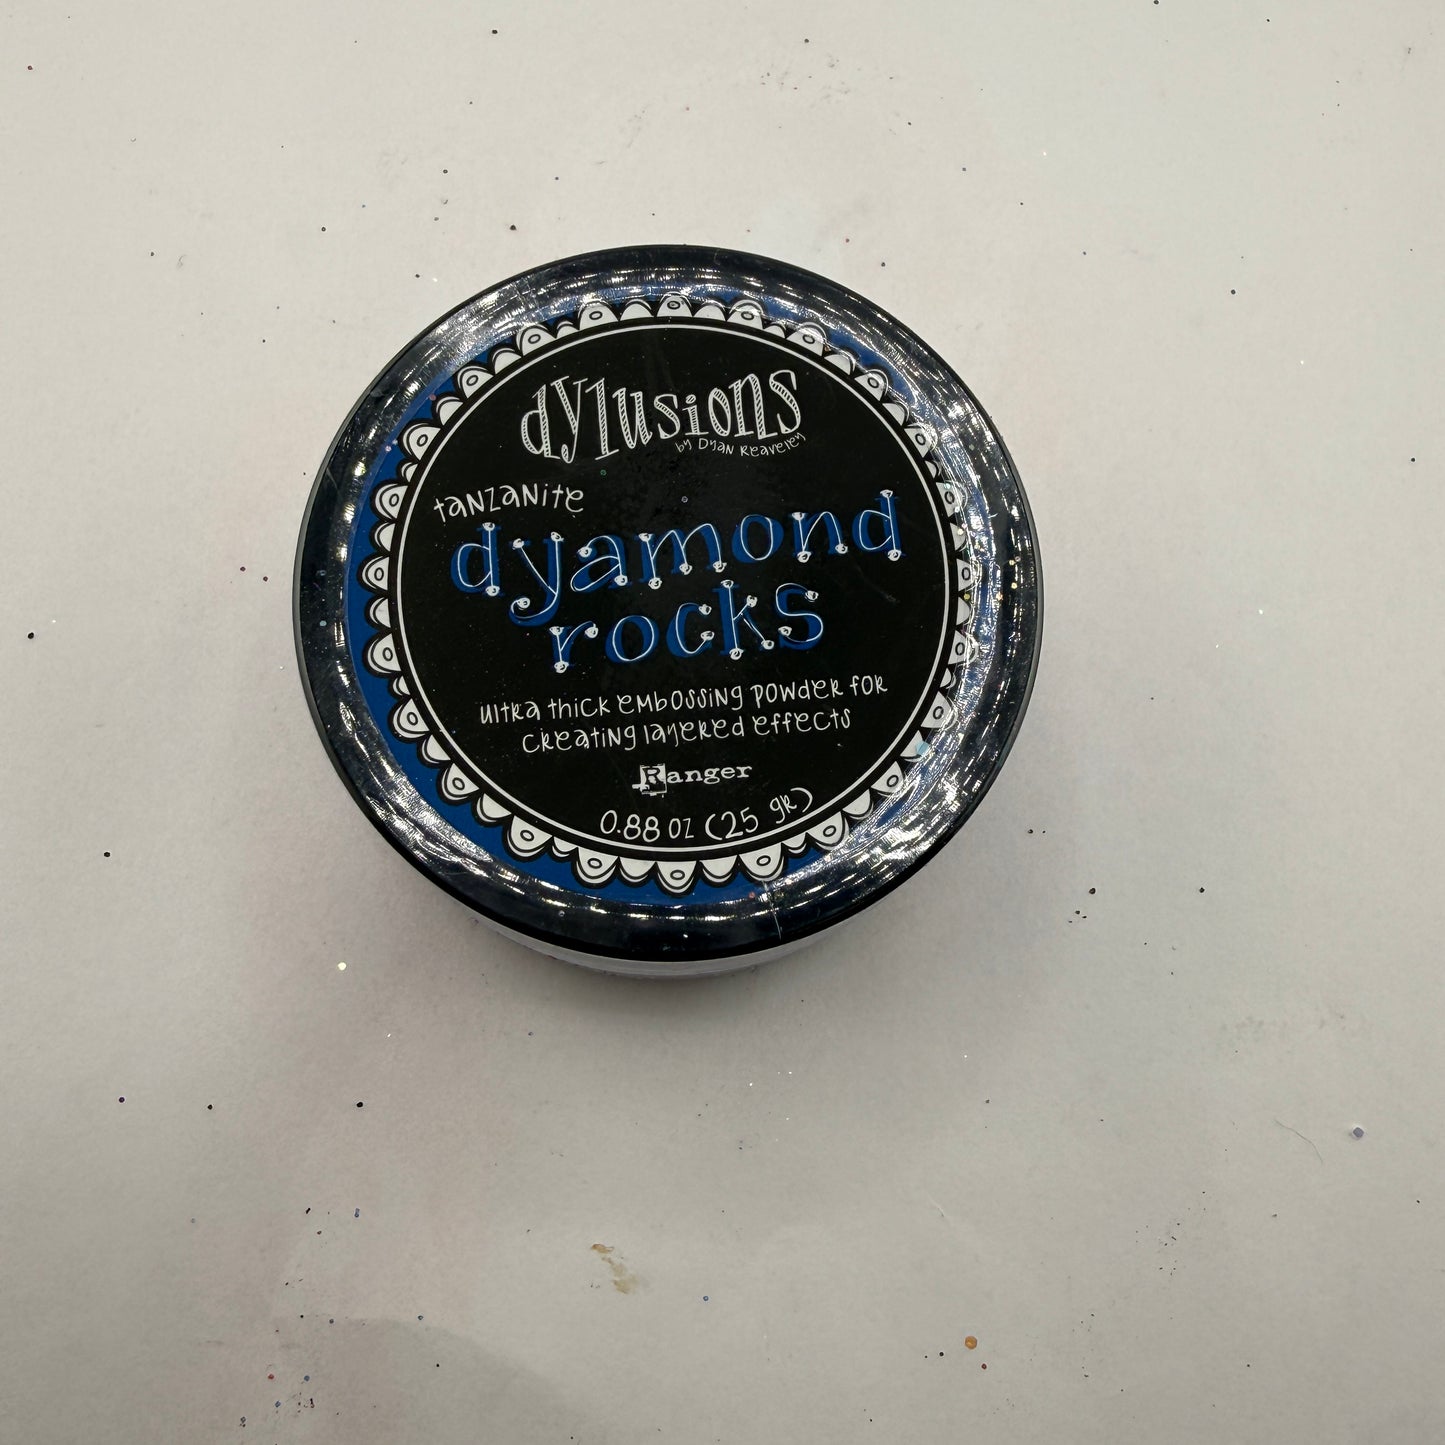 dylusions
by Dyan Reaveley
tanzanite
dyamond
rocks
ultra thick embossing powder for
creating layered effects
Ranger
0.88 oz (25 gr)